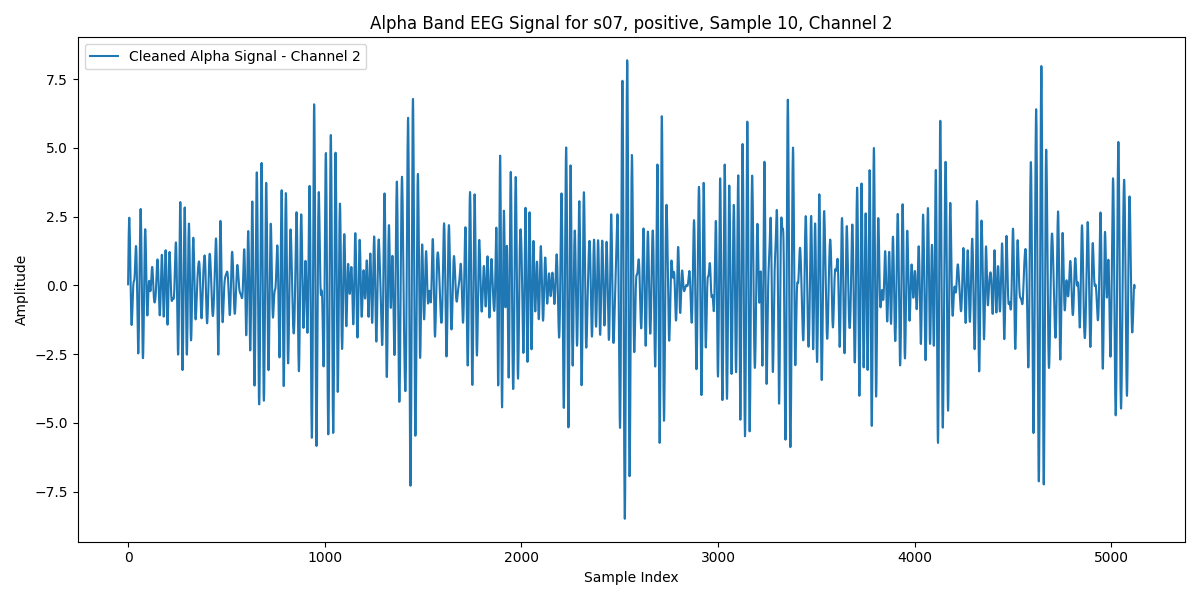 Alpha Band EEG Signal for s07, positive, Sample 10, Channel 2
Cleaned Alpha Signal - Channel 2
7.5
5.0
2.5
0.0
−2.5
−5.0
−7.5
Amplitude
0 1000 2000 3000 4000 5000
Sample Index